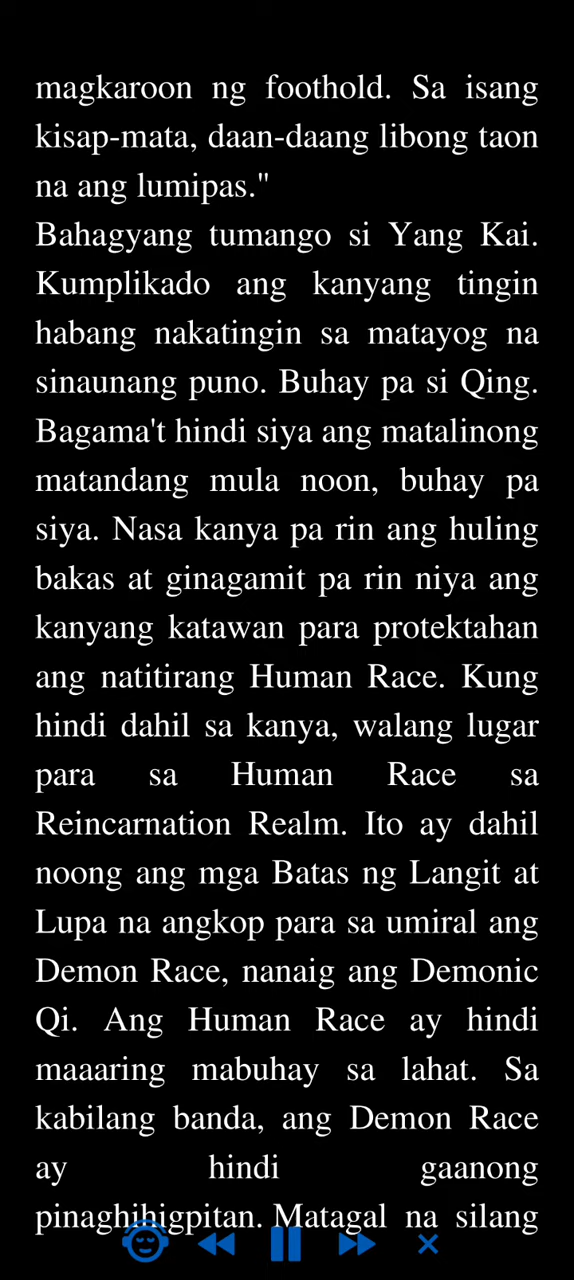 magkaroon ng foothold. Sa isang
kisap-mata, daan-daang libong taon
na ang lumipas."
Bahagyang tumango si Yang Kai.
Kumplikado ang kanyang tingin
habang nakatingin sa matayog na
sinaunang puno. Buhay pa si Qing.
Bagama't hindi siya ang matalinong
matandang mula noon, buhay pa
siya. Nasa kanya pa rin ang huling
bakas at ginagamit pa rin niya ang
kanyang katawan para protektahan
ang natitirang Human Race. Kung
hindi dahil sa kanya, walang lugar
para sa Human Race sa
Reincarnation Realm. Ito ay dahil
noong ang mga Batas ng Langit at
Lupa na angkop para sa umiral ang
Demon Race, nanaig ang Demonic
Qi. Ang Human Race ay hindi
maaaring mabuhay sa lahat. Sa
kabilang banda, ang Demon Race
ay hindi gaanong
pinaghihigpitan. Matagal na silang